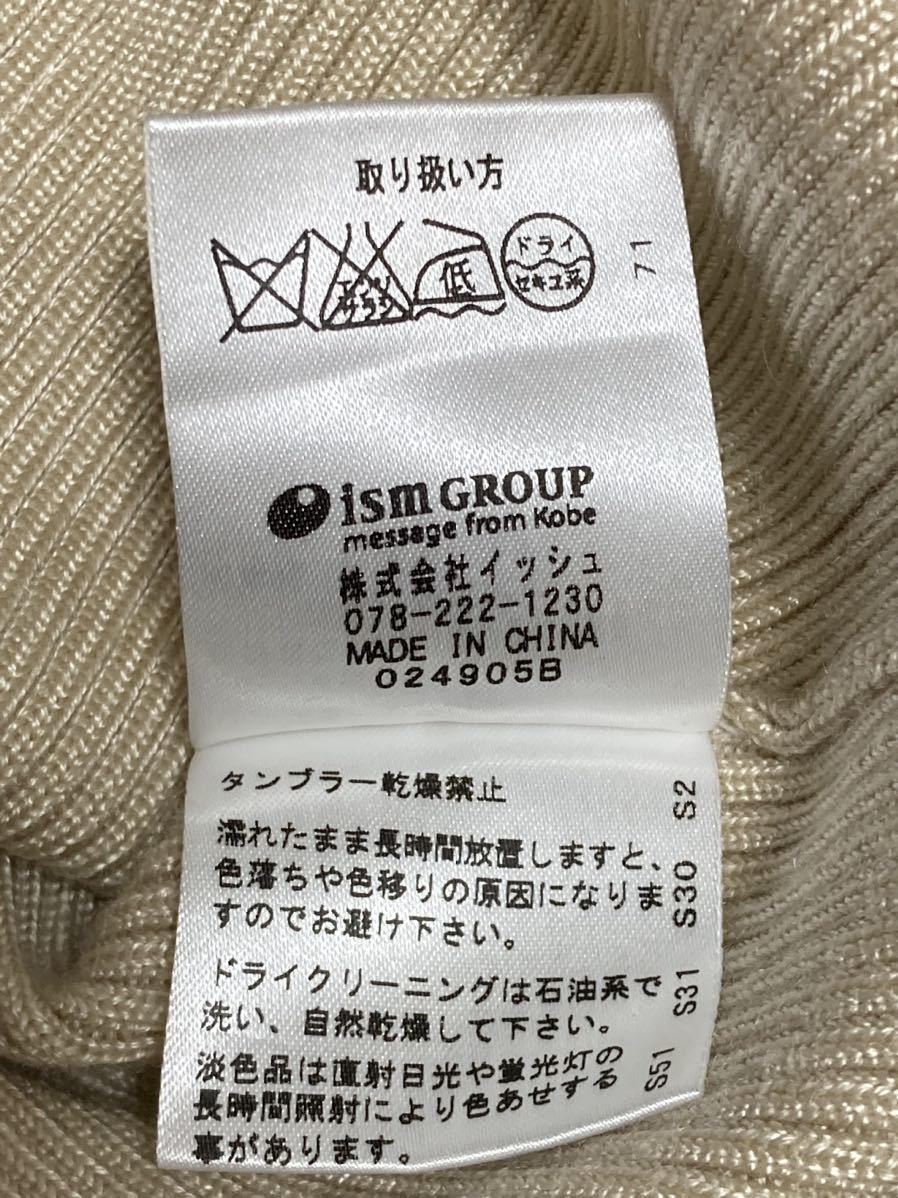 取り扱い方
エンソ
サラシ
低
ドライ
セキユ系
71
ism GROUP
message from Kobe
株式会社イッシュ
078-222-1230
MADE IN CHINA
024905B
タンブラー乾燥禁止 S2
濡れたまま長時間放置しますと、
色落ちや色移りの原因になりま S30
すのでお避け下さい。
ドライクリーニングは石油系で S31
洗い、自然乾燥して下さい。
淡色品は直射日光や蛍光灯の S51
長時間照射により色あせする
事があります。